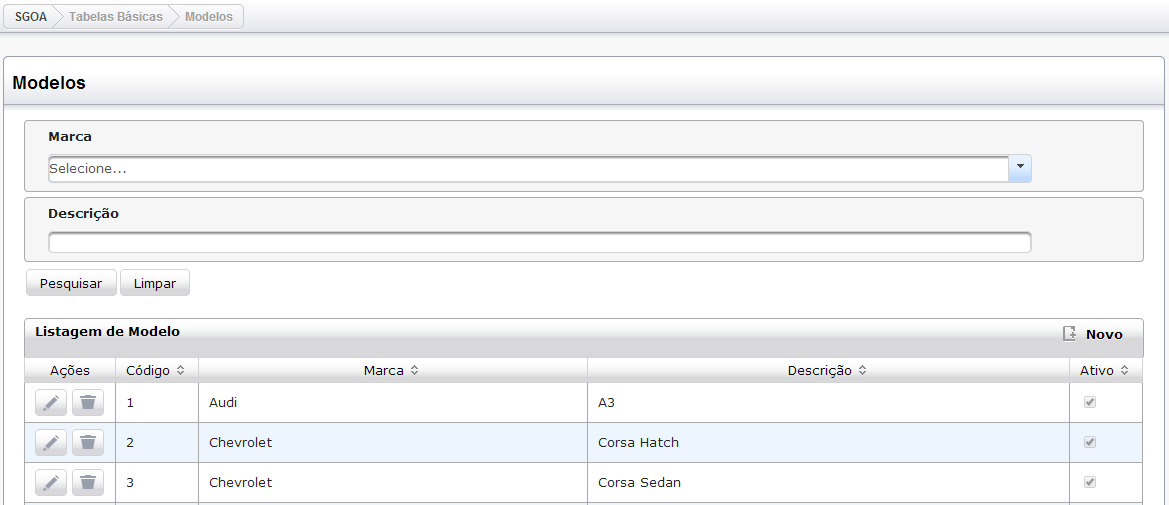 SGOA Tabelas Básicas Modelos
Modelos
Marca
Selecione...
Descrição
Pesquisar Limpar
Listagem de Modelo Novo
Ações Código Marca Descrição Ativo
1 Audi A3
2 Chevrolet Corsa Hatch
3 Chevrolet Corsa Sedan